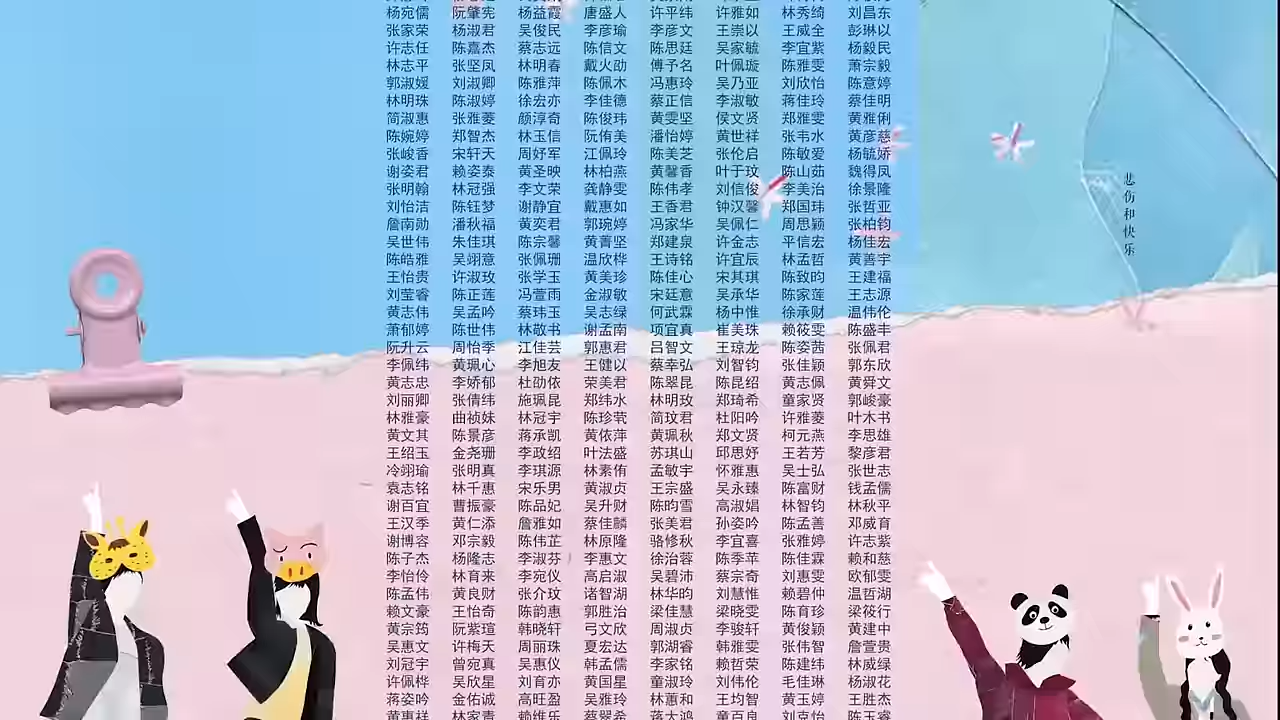 杨宛儒 阮肇宪 杨益霞 唐盛人 许平纬 许雅如 林秀绮 刘昌东
张家荣 杨淑君 吴俊民 李彦瑜 李彦文 王崇以 王威全 彭琳以
许志任 陈嘉杰 蔡志远 陈信文 陈思廷 吴家毓 李宜紫 杨毅民
林志平 张坚凤 林明春 戴火劭 傅予名 叶佩璇 陈雅雯 萧宗毅
郭淑媛 刘淑卿 陈雅萍 陈佩木 冯惠玲 吴乃亚 刘欣怡 陈意婷
林明珠 陈淑婷 徐宏亦 李佳德 蔡正信 李淑敏 蒋佳玲 蔡佳明
简淑惠 张雅菱 颜淳奇 陈俊玮 黄雯坚 侯文贤 郑雅雯 黄雅俐
陈婉婷 郑智杰 林玉信 阮侑美 潘怡婷 黄世祥 张韦水 黄彦慈
张峻香 宋轩天 周妤军 江佩玲 陈美芝 张伦启 陈敏爱 杨毓娇
谢姿君 赖姿泰 黄圣映 林柏燕 黄馨香 叶于玟 陈山茹 魏得凤
张明翰 林冠强 李文荣 龚静雯 陈伟孝 刘信俊 李美治 徐景隆
刘怡洁 陈钰梦 谢静宜 戴惠如 王香君 钟汉馨 郑国玮 张哲亚
詹南勋 潘秋福 黄奕君 郭琬婷 冯家华 吴佩仁 周思颖 张柏钧
吴世伟 朱佳琪 陈宗馨 黄菁坚 郑建泉 许金志 平信宏 杨佳宏
陈皓雅 吴翊意 张佩珊 温欣桦 王诗铭 许宜辰 林孟哲 黄善宇
王怡贵 许淑玫 张学玉 黄美珍 陈佳心 宋其琪 陈致昀 王建福
刘莹睿 陈正莲 冯萱雨 金淑敏 宋廷意 吴承华 陈家莲 王志源
黄志伟 吴孟吟 蔡玮玉 吴志绿 何武霖 杨中惟 徐承财 温伟伦
萧郁婷 陈世伟 林敬书 谢孟南 项宜真 崔美珠 赖筱雯 陈盛丰
阮升云 周怡季 江佳芸 郭惠君 吕智文 王琼龙 陈姿茜 张佩君
李佩纬 黄珮心 李旭友 王健以 蔡幸弘 刘智钧 张佳颖 郭东欣
黄志忠 李娇郁 杜劭依 荣美君 陈翠昆 陈昆绍 黄志佩 黄舜文
刘丽卿 张倩纬 施珮昆 郑纬水 林明玫 郑琦希 童家贤 郭峻豪
林雅豪 曲祯妹 林冠宇 陈珍茕 简玟君 杜阳吟 许雅菱 叶木书
黄文其 陈景彦 蒋承凯 黄依萍 黄珮秋 郑文贤 柯元燕 李思雄
王绍玉 金尧珊 李政绍 叶法盛 苏琪山 邱思妤 王若芳 黎彦君
冷翊瑜 张明真 李琪源 林素侑 孟敏宇 怀雅惠 吴士弘 张世志
袁志铭 林千惠 宋乐男 黄淑贞 王宗盛 吴永臻 陈富财 钱孟儒
谢百宜 曹振豪 陈品妃 吴升财 陈昀雪 高淑娼 林智钧 林秋平
王汉季 黄仁添 詹雅如 蔡佳麟 张美君 孙姿吟 陈孟善 邓威育
谢博容 邓宗毅 陈伟芷 林原隆 骆修秋 李宜喜 张雅婷 许志紫
陈子杰 杨隆志 李淑芬 李惠文 徐治蓉 陈季苹 陈佳霖 赖和慈
李怡伶 林育来 李宛仪 高启淑 吴碧沛 蔡宗奇 刘惠雯 欧郁雯
陈孟伟 黄良财 张介玟 诸智湖 林华昀 刘慧惟 赖碧仲 温哲湖
赖文豪 王怡奇 陈韵惠 郭胜治 梁佳慧 梁晓雯 陈育珍 梁筱行
黄宗筠 阮紫瑄 韩晓轩 弓文欣 周淑贞 李骏轩 黄俊颖 黄建中
吴惠文 许梅天 周丽珠 夏宏达 郭湖睿 韩雅雯 张伟智 詹萱贵
刘冠宇 曾宛真 吴惠仪 韩孟儒 李家铭 赖哲荣 陈建纬 林威绿
许佩桦 吴欣星 刘育亦 黄国星 童淑玲 刘伟伦 毛佳琳 杨淑花
蒋姿吟 金佑诚 高旺盈 吴雅玲 林蕙和 王均智 黄玉婷 王胜杰
黄惠祥 林家青 赖维乐 蔡翠希 蒋大鸿 童百良 刘克怡 陈玉睿
悲伤和快乐